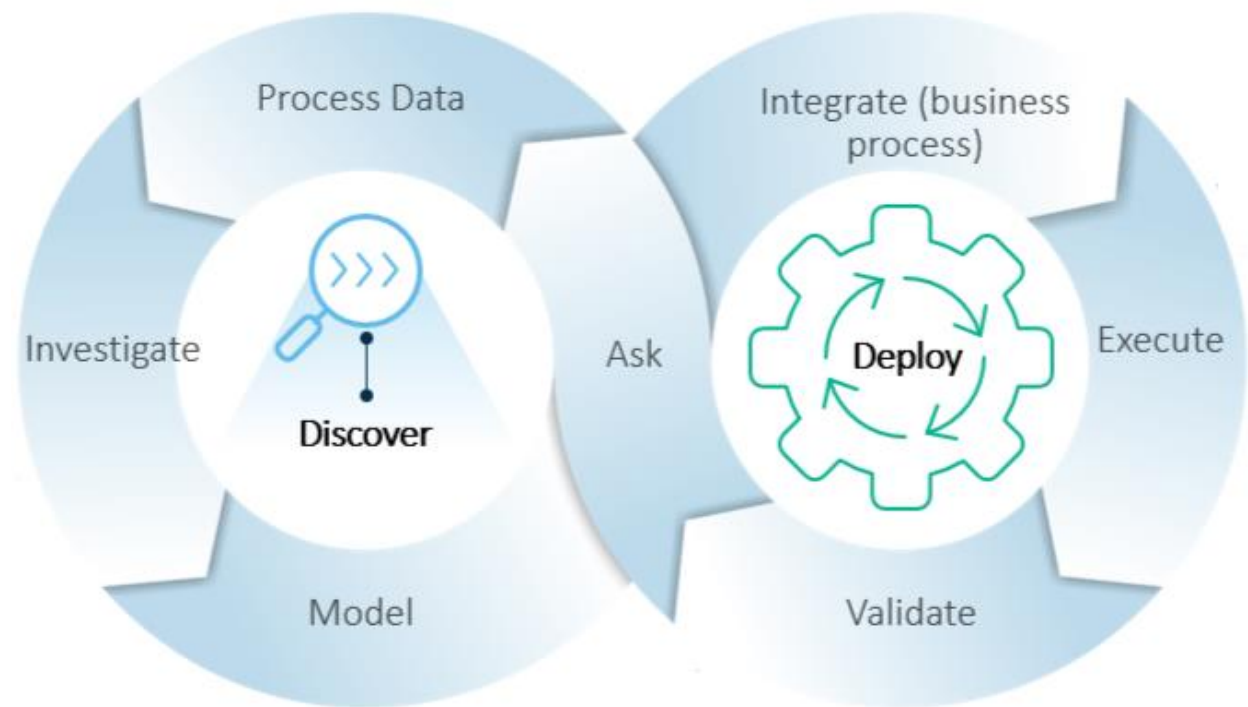 Process Data
Integrate (business
process)
Investigate
Discover
Ask
Deploy
Execute
Model
Validate